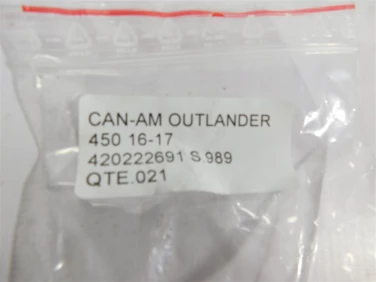 CAN-AM OUTLANDER
450 16-17
420222691 S.989
QTE.021